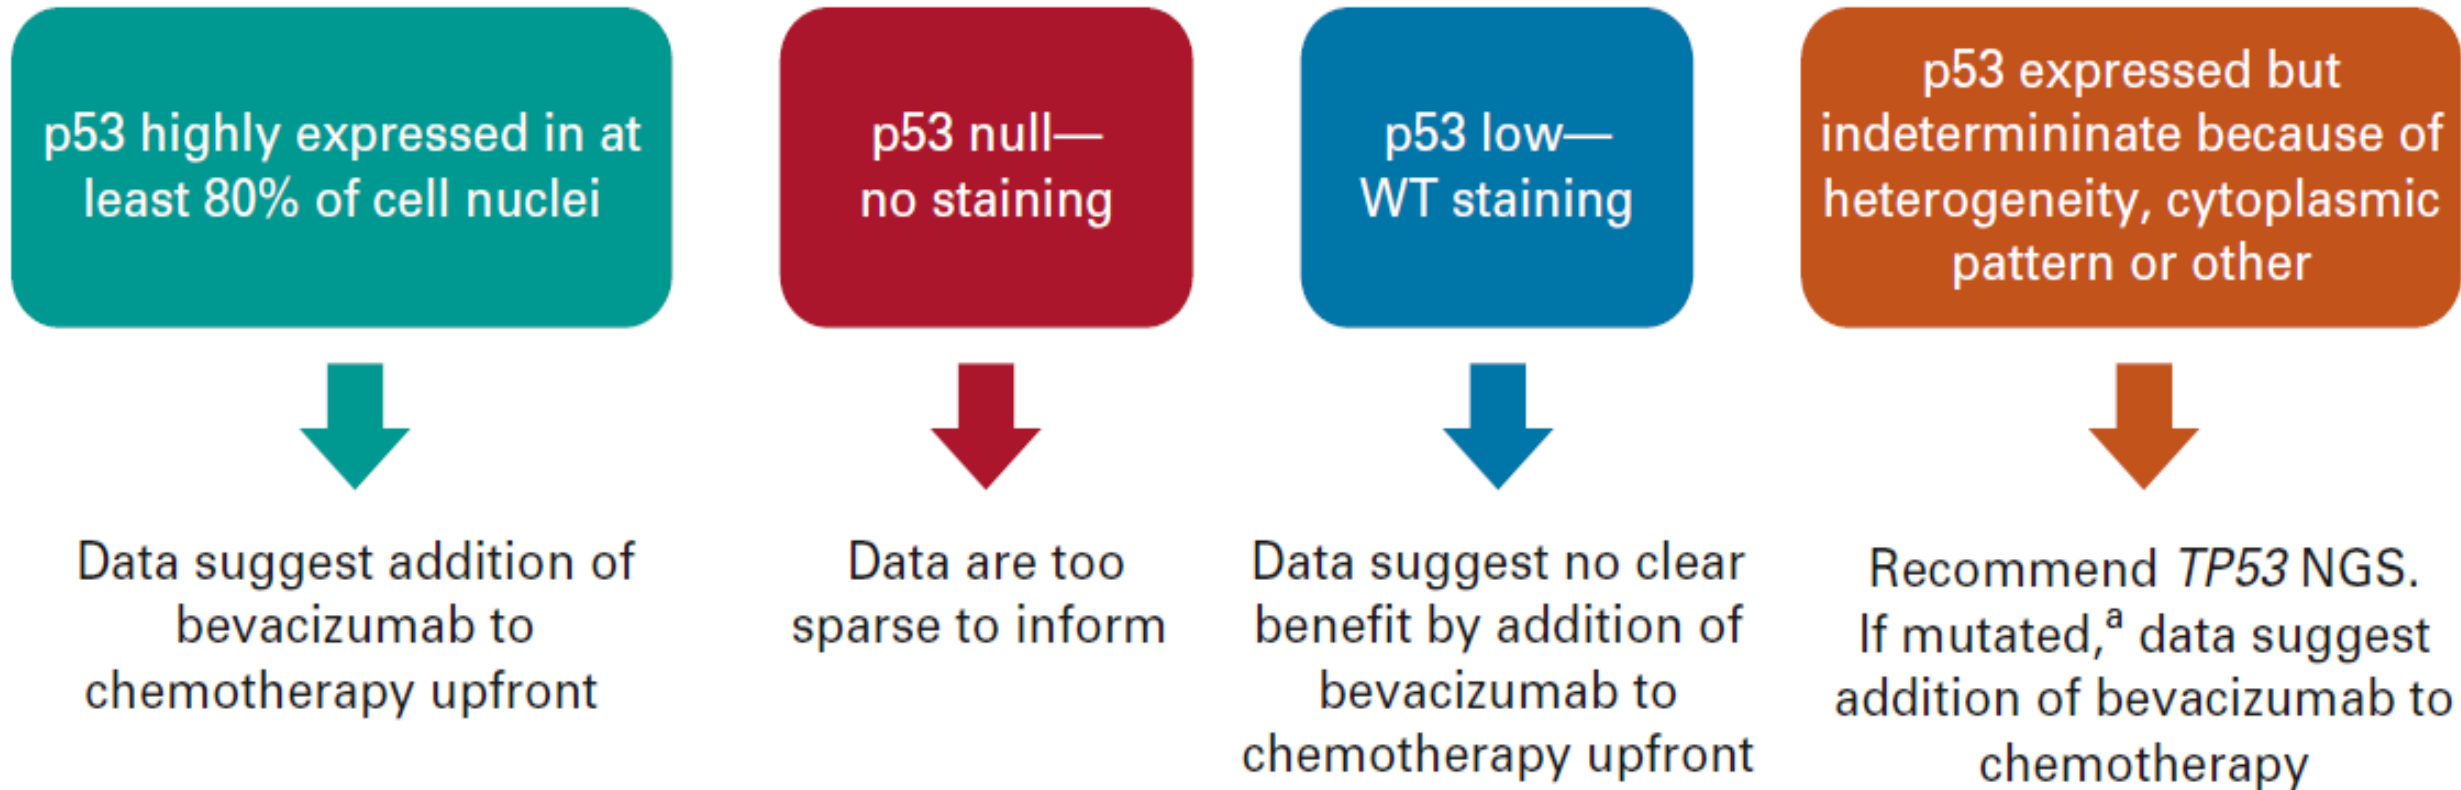 p53 highly expressed in at
least 80% of cell nuclei
p53 null—
no staining
p53 low—
WT staining
p53 expressed but
indetermininate because of
heterogeneity, cytoplasmic
pattern or other
Data suggest addition of
bevacizumab to
chemotherapy upfront
Data are too
sparse to inform
Data suggest no clear
benefit by addition of
bevacizumab to
chemotherapy upfront
Recommend TP53 NGS.
If mutated,ª data suggest
addition of bevacizumab to
chemotherapy